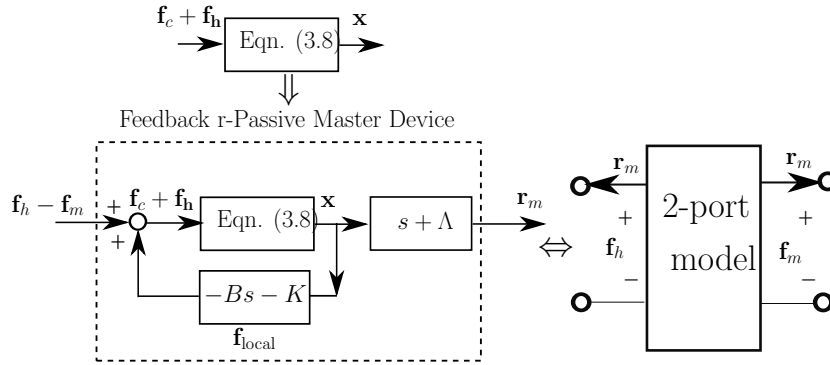 f_c + f_h
Eqn. (3.8)
x
⇓
Feedback r-Passive Master Device
f_h − f_m
+
+
f_c + f_h
Eqn. (3.8)
x
s + Λ
r_m
−Bs − K
f_local
⇔
r_m
+
f_h
−
2-port
model
r_m
+
f_m
−